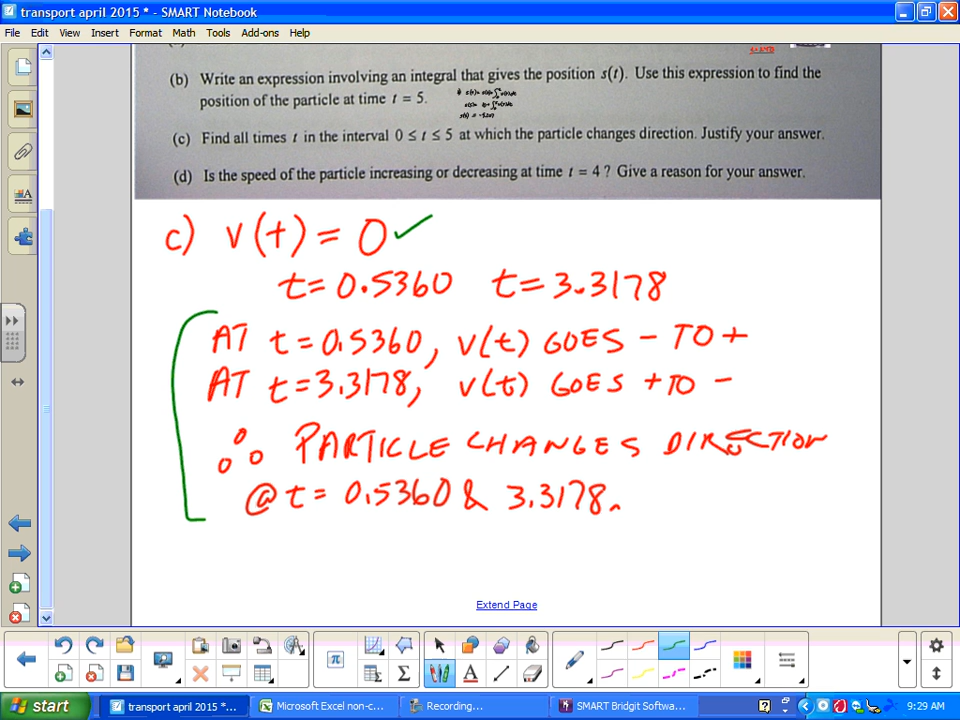 transport april 2015 * - SMART Notebook
File Edit View Insert Format Math Tools Add-ons Help
(b) Write an expression involving an integral that gives the position s(t). Use this expression to find the
position of the particle at time t = 5.
(c) Find all times t in the interval 0 ≤ t ≤ 5 at which the particle changes direction. Justify your answer.
(d) Is the speed of the particle increasing or decreasing at time t = 4 ? Give a reason for your answer.
c) v(t) = 0 ✓
t = 0.5360 t = 3.3178
AT t = 0.5360, v(t) GOES - TO +
AT t = 3.3178, v(t) GOES + TO -
∴ PARTICLE CHANGES DIRECTION
@ t = 0.5360 & 3.3178.
Extend Page
start transport april 2015 *... Microsoft Excel non-c... Recording... SMART Bridgit Softwa... 9:29 AM